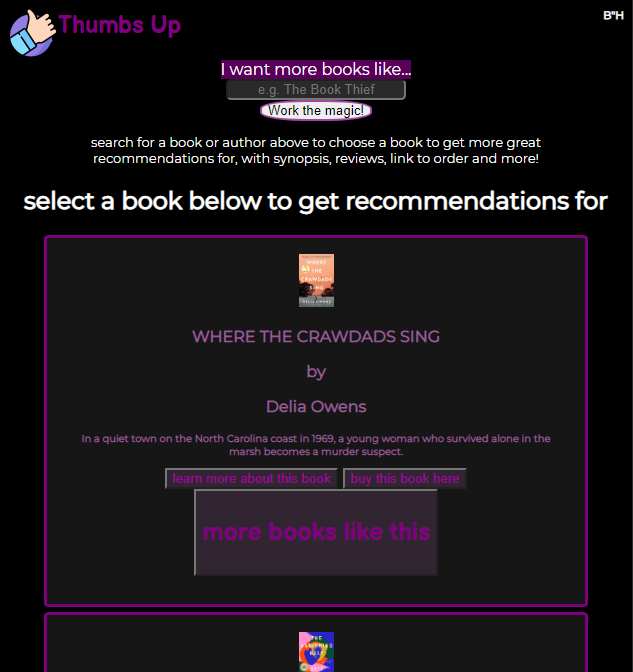 Thumbs Up
B"H
I want more books like...
e.g. The Book Thief
Work the magic!
search for a book or author above to choose a book to get more great
recommendations for, with synopsis, reviews, link to order and more!
select a book below to get recommendations for
WHERE
THE
CRAWDADS
SING
DELIA OWENS
WHERE THE CRAWDADS SING
by
Delia Owens
In a quiet town on the North Carolina coast in 1969, a young woman who survived alone in the
marsh becomes a murder suspect.
learn more about this book
buy this book here
more books like this
THE
HALF